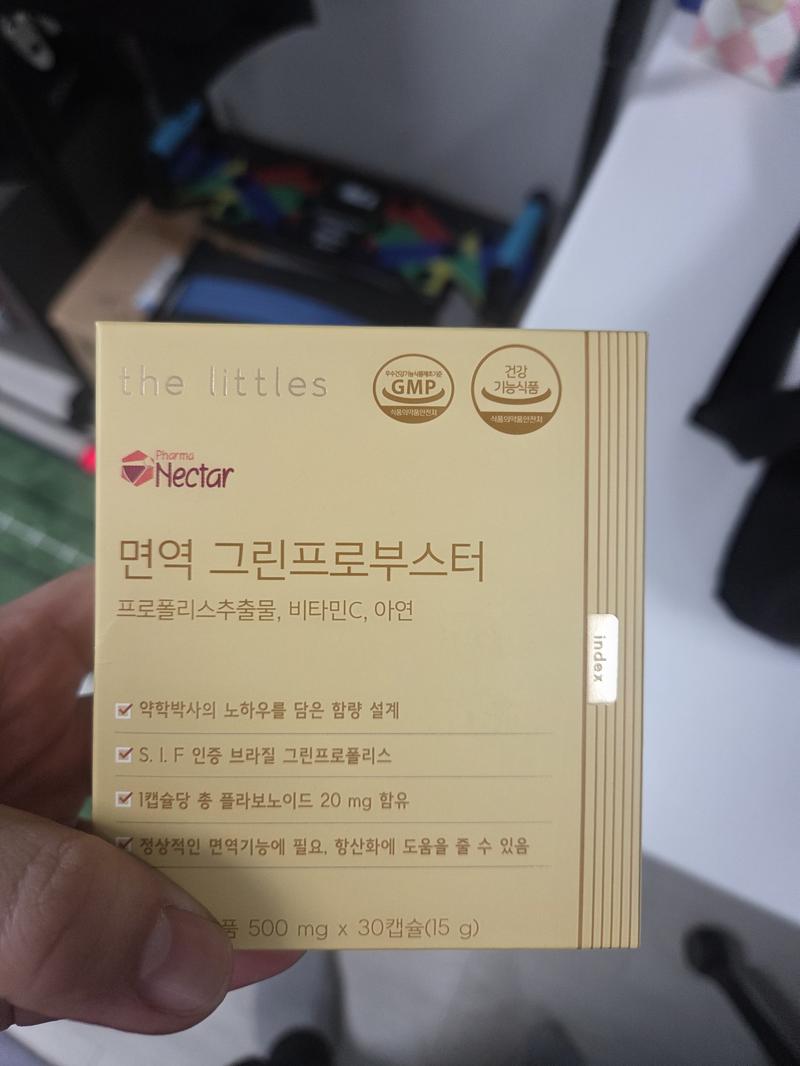 the littles
우수건강기능식품제조기준
GMP
식품의약품안전처
건강
기능식품
식품의약품안전처
Pharma
Nectar
면역 그린프로부스터
프로폴리스추출물, 비타민C, 아연
index
약학박사의 노하우를 담은 함량 설계
S. I. F 인증 브라질 그린프로폴리스
1캡슐당 총 플라보노이드 20 mg 함유
정상적인 면역기능에 필요, 항산화에 도움을 줄 수 있음
품 500 mg x 30캡슐(15 g)